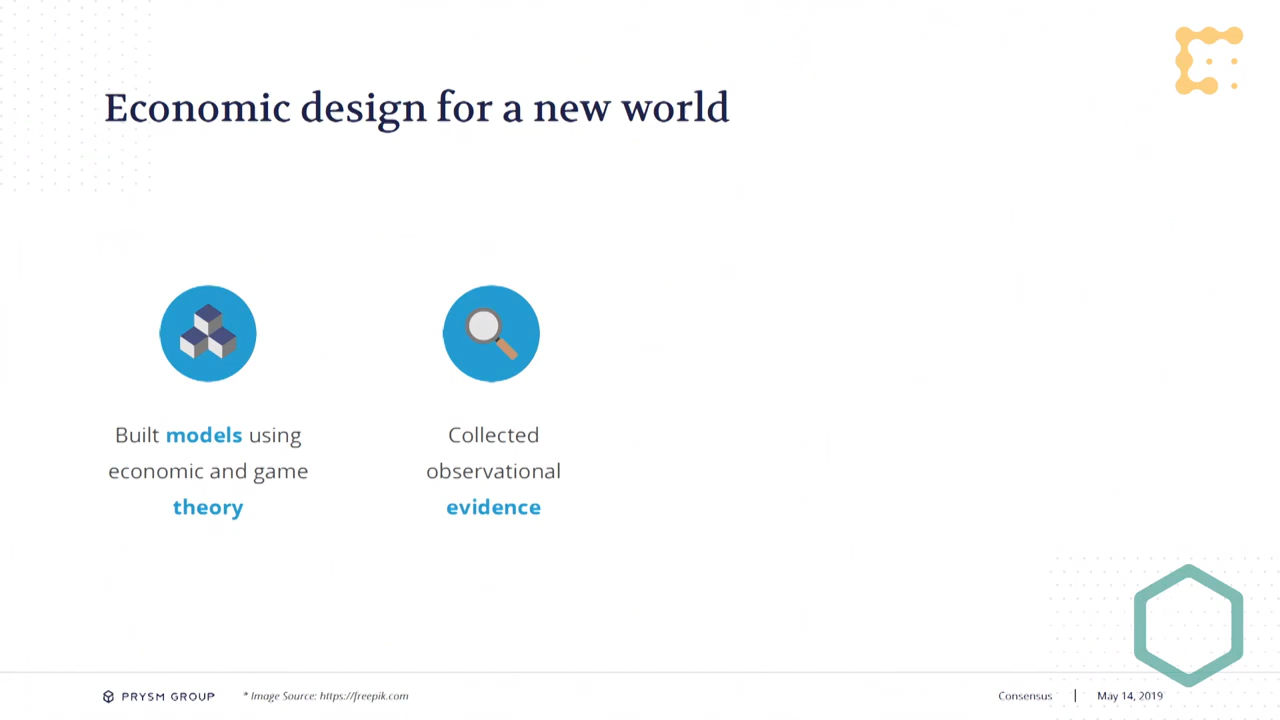 Economic design for a new world
Built models using
economic and game
theory
Collected
observational
evidence
PRYSM GROUP
* Image Source: https://freepik.com
Consensus | May 14, 2019